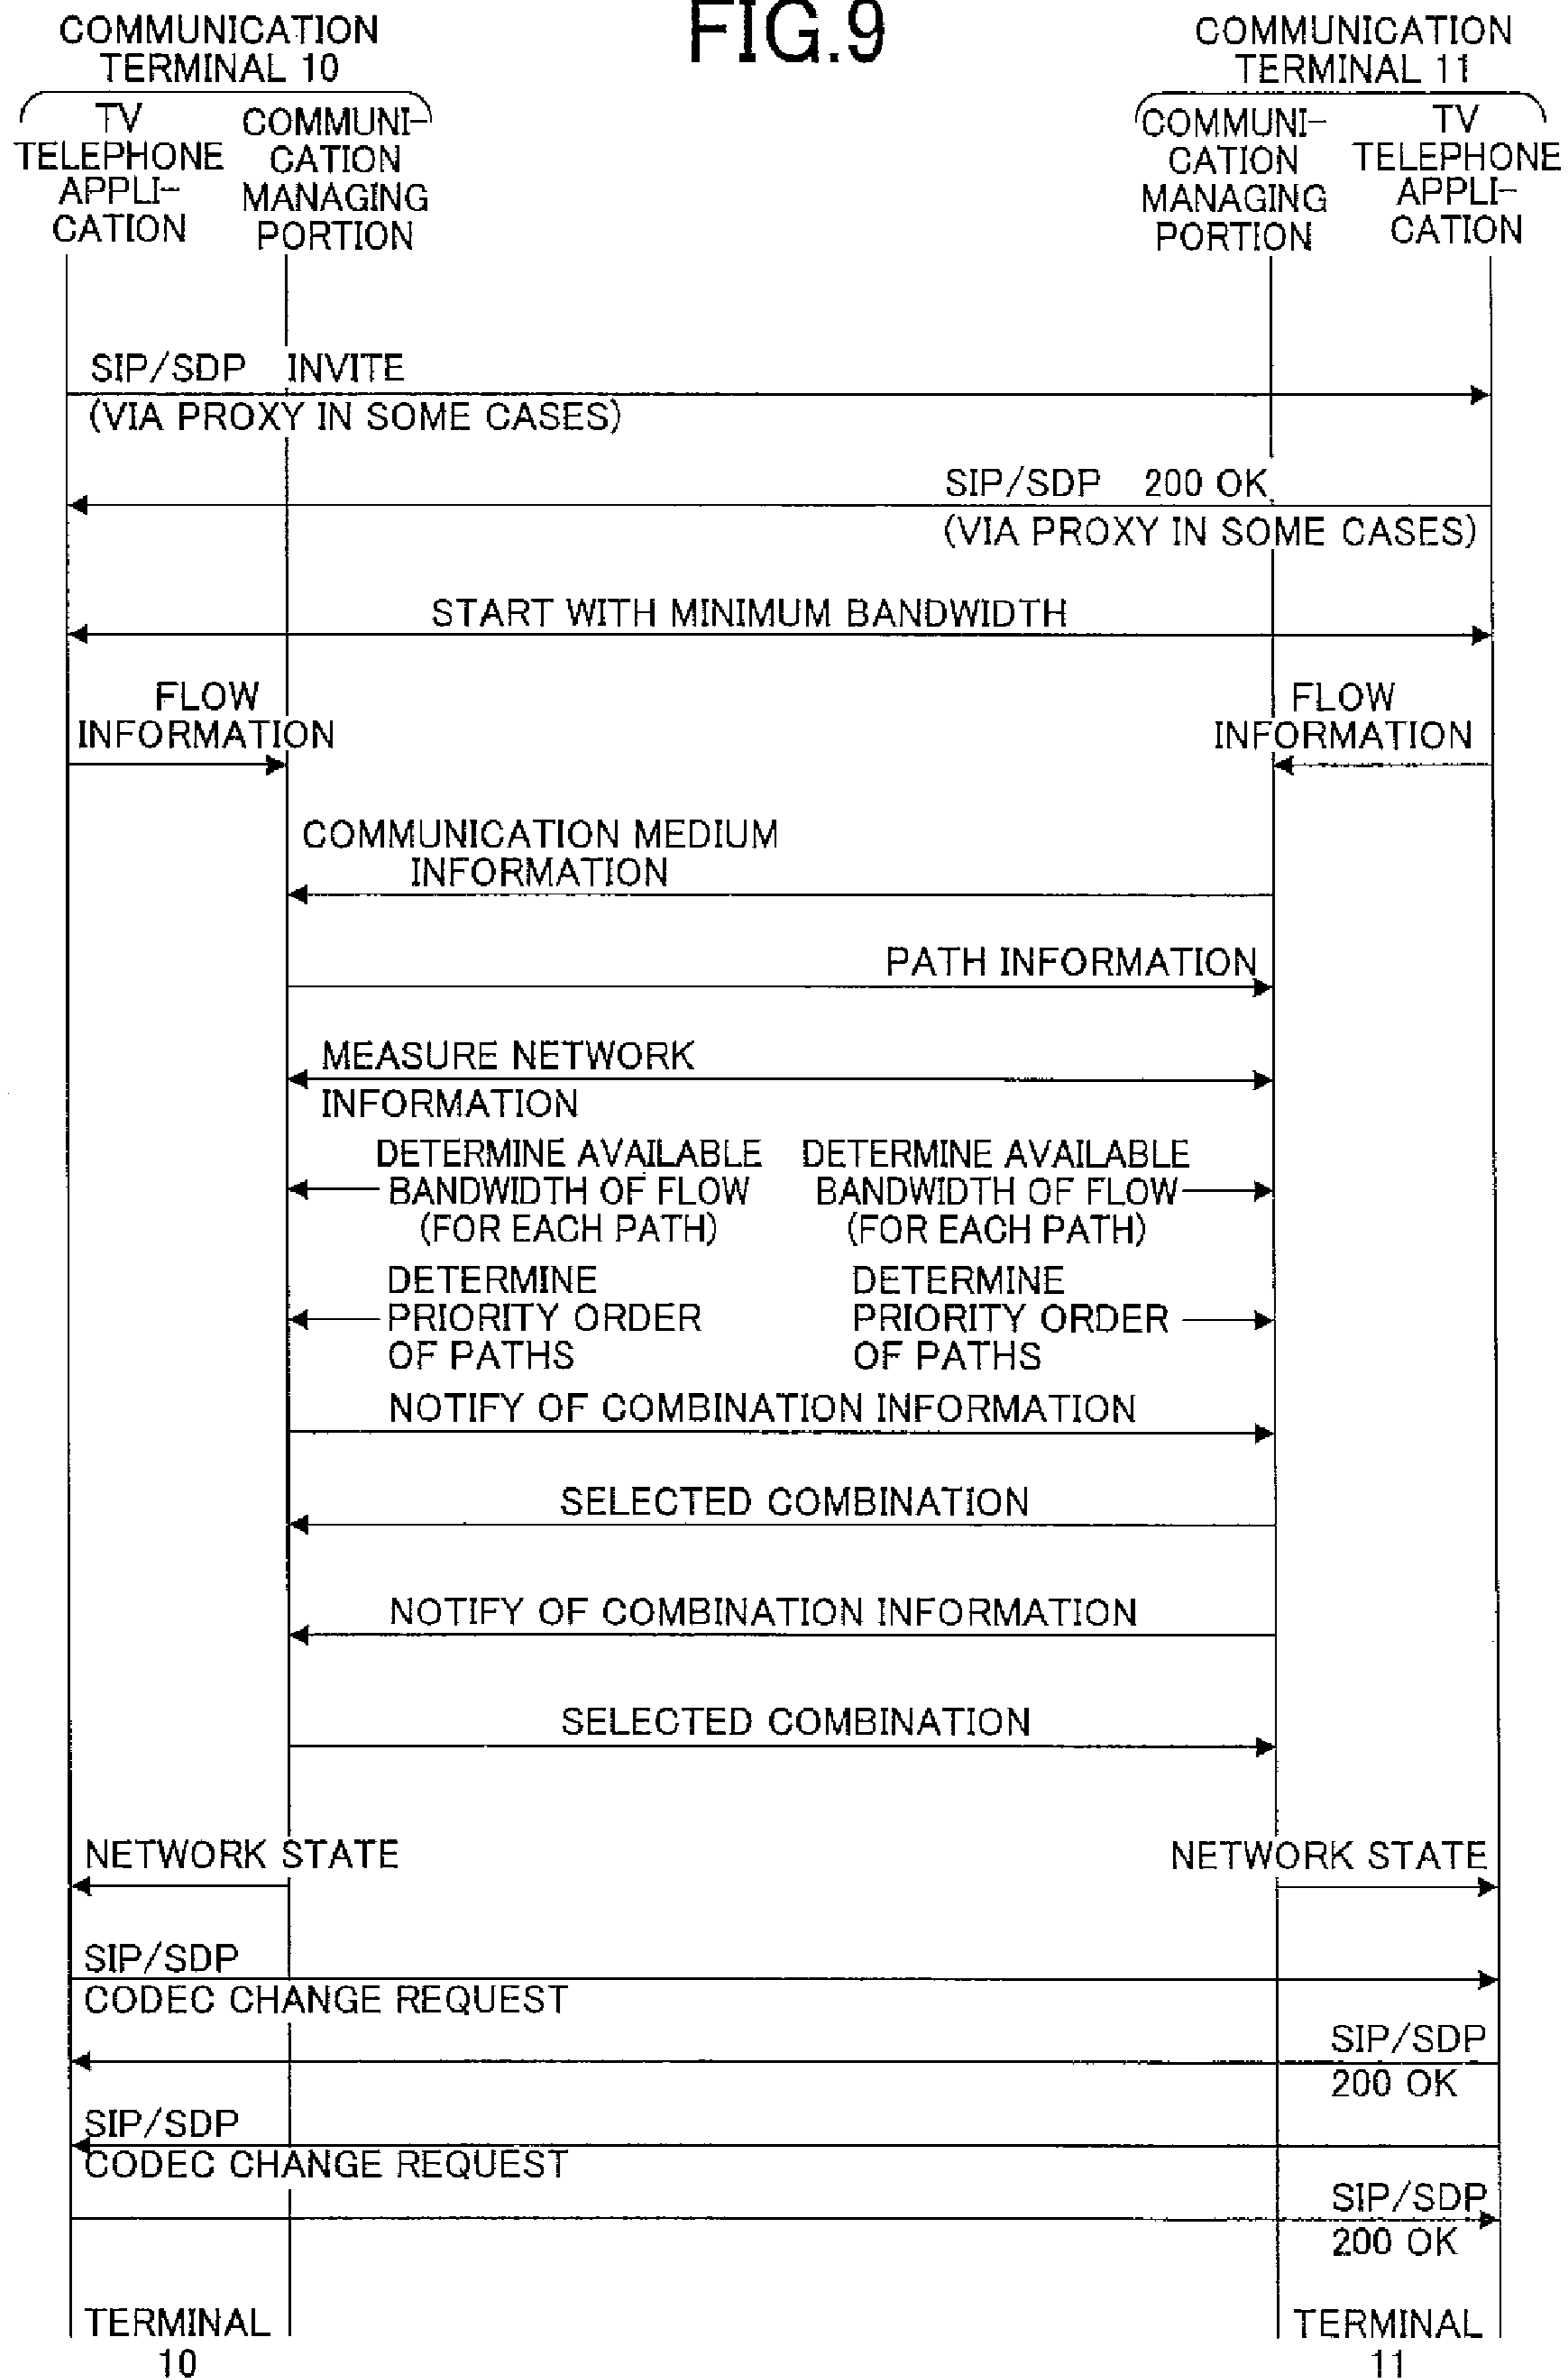 FIG.9
COMMUNICATION
TERMINAL 10
TV
TELEPHONE
APPLI-
CATION
COMMUNI-
CATION
MANAGING
PORTION
COMMUNICATION
TERMINAL 11
COMMUNI-
CATION
MANAGING
PORTION
TV
TELEPHONE
APPLI-
CATION
SIP/SDP INVITE
(VIA PROXY IN SOME CASES)
SIP/SDP 200 OK
(VIA PROXY IN SOME CASES)
START WITH MINIMUM BANDWIDTH
FLOW
INFORMATION
FLOW
INFORMATION
COMMUNICATION MEDIUM
INFORMATION
PATH INFORMATION
MEASURE NETWORK
INFORMATION
DETERMINE AVAILABLE
BANDWIDTH OF FLOW
(FOR EACH PATH)
DETERMINE AVAILABLE
BANDWIDTH OF FLOW
(FOR EACH PATH)
DETERMINE
PRIORITY ORDER
OF PATHS
DETERMINE
PRIORITY ORDER
OF PATHS
NOTIFY OF COMBINATION INFORMATION
SELECTED COMBINATION
NOTIFY OF COMBINATION INFORMATION
SELECTED COMBINATION
NETWORK STATE
NETWORK STATE
SIP/SDP
CODEC CHANGE REQUEST
SIP/SDP
200 OK
SIP/SDP
CODEC CHANGE REQUEST
SIP/SDP
200 OK
TERMINAL
10
TERMINAL
11